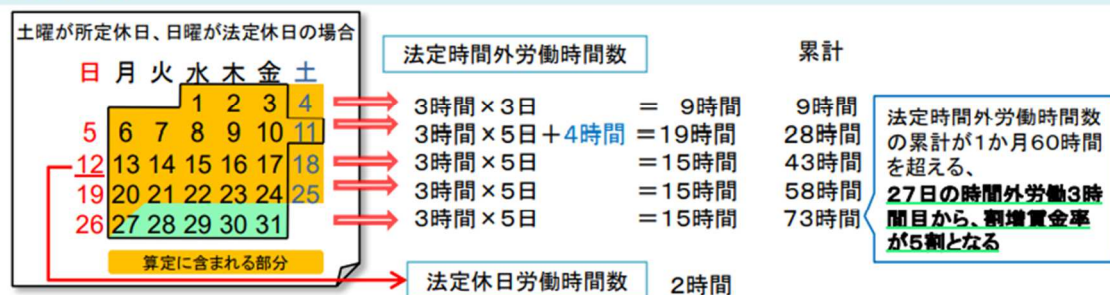 土曜が所定休日、日曜が法定休日の場合
日 月 火 水 木 金 土
1 2 3 4
5 6 7 8 9 10 11
12 13 14 15 16 17 18
19 20 21 22 23 24 25
26 27 28 29 30 31
算定に含まれる部分
法定時間外労働時間数 累計
3時間×3日 = 9時間 9時間
3時間×5日+4時間 =19時間 28時間
3時間×5日 =15時間 43時間
3時間×5日 =15時間 58時間
3時間×5日 =15時間 73時間
法定時間外労働時間数
の累計が1か月60時間
を超える、
27日の時間外労働3時
間目から、割増賃金率
が5割となる
法定休日労働時間数 2時間